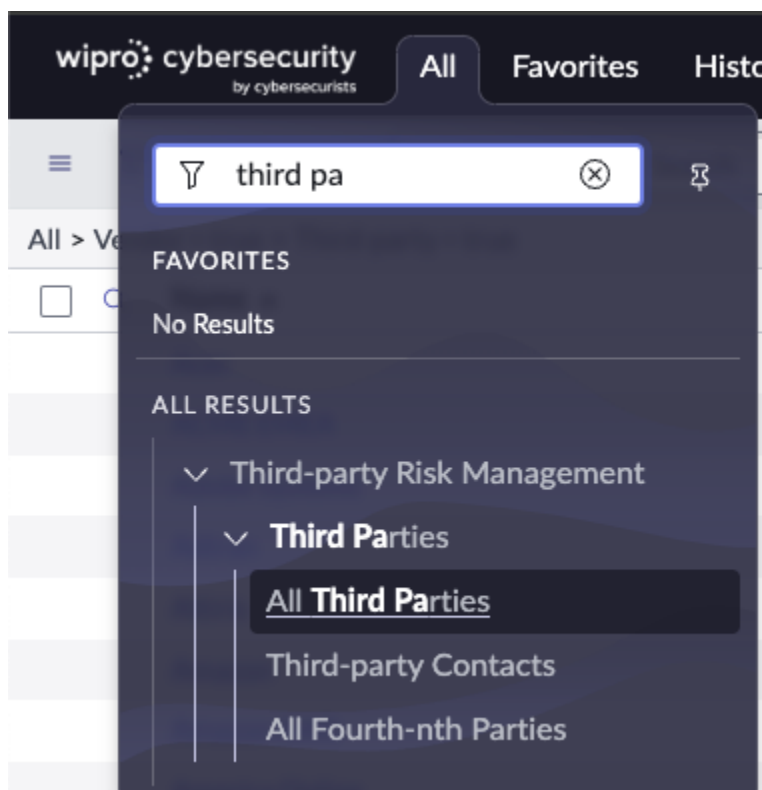 wipro cybersecurity
by cybersecurists
All
Favorites
Histo
third pa
All > Ve
FAVORITES
No Results
ALL RESULTS
Third-party Risk Management
Third Parties
All Third Parties
Third-party Contacts
All Fourth-nth Parties